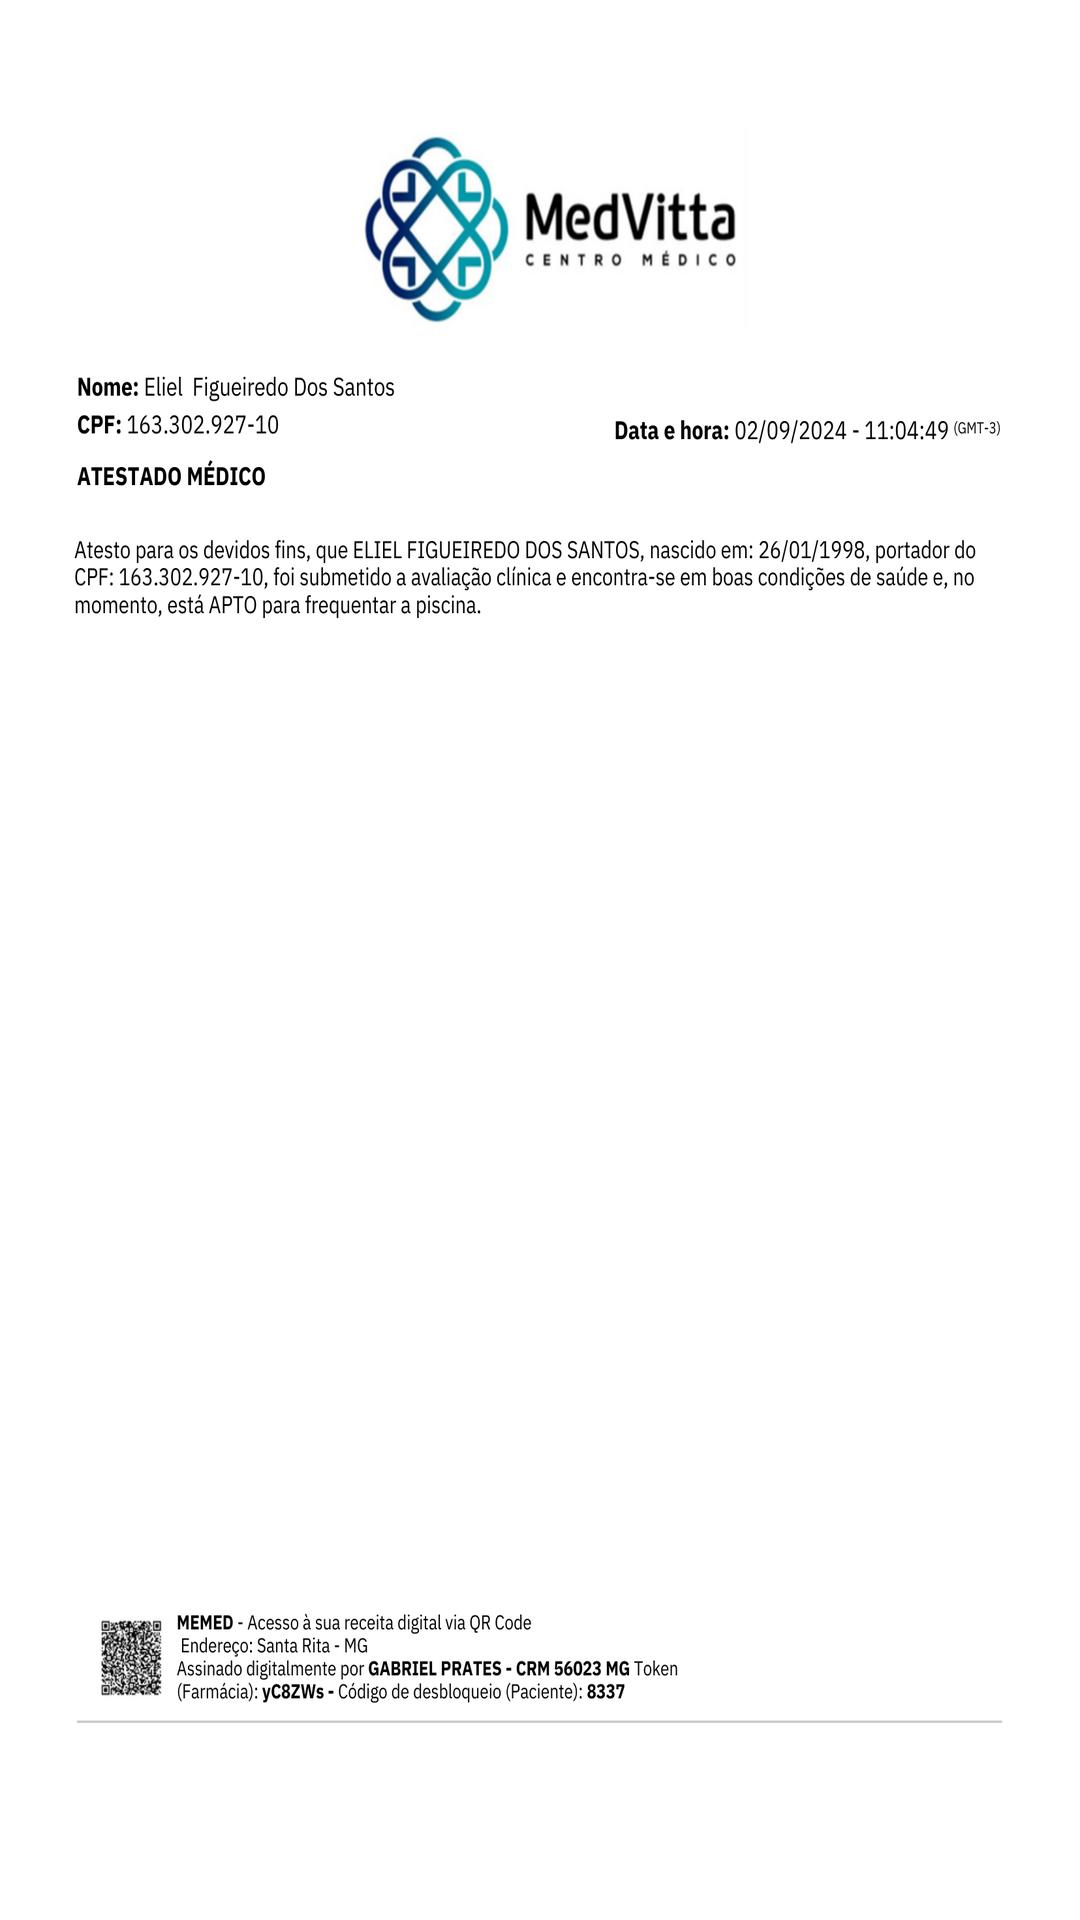 MedVitta
CENTRO MÉDICO
Nome: Eliel  Figueiredo Dos Santos
CPF: 163.302.927-10
Data e hora: 02/09/2024 - 11:04:49 (GMT-3)
ATESTADO MÉDICO
Atesto para os devidos fins, que ELIEL FIGUEIREDO DOS SANTOS, nascido em: 26/01/1998, portador do
CPF: 163.302.927-10, foi submetido a avaliação clínica e encontra-se em boas condições de saúde e, no
momento, está APTO para frequentar a piscina.
MEMED - Acesso à sua receita digital via QR Code
Endereço: Santa Rita - MG
Assinado digitalmente por GABRIEL PRATES - CRM 56023 MG Token
(Farmácia): yC8ZWs - Código de desbloqueio (Paciente): 8337